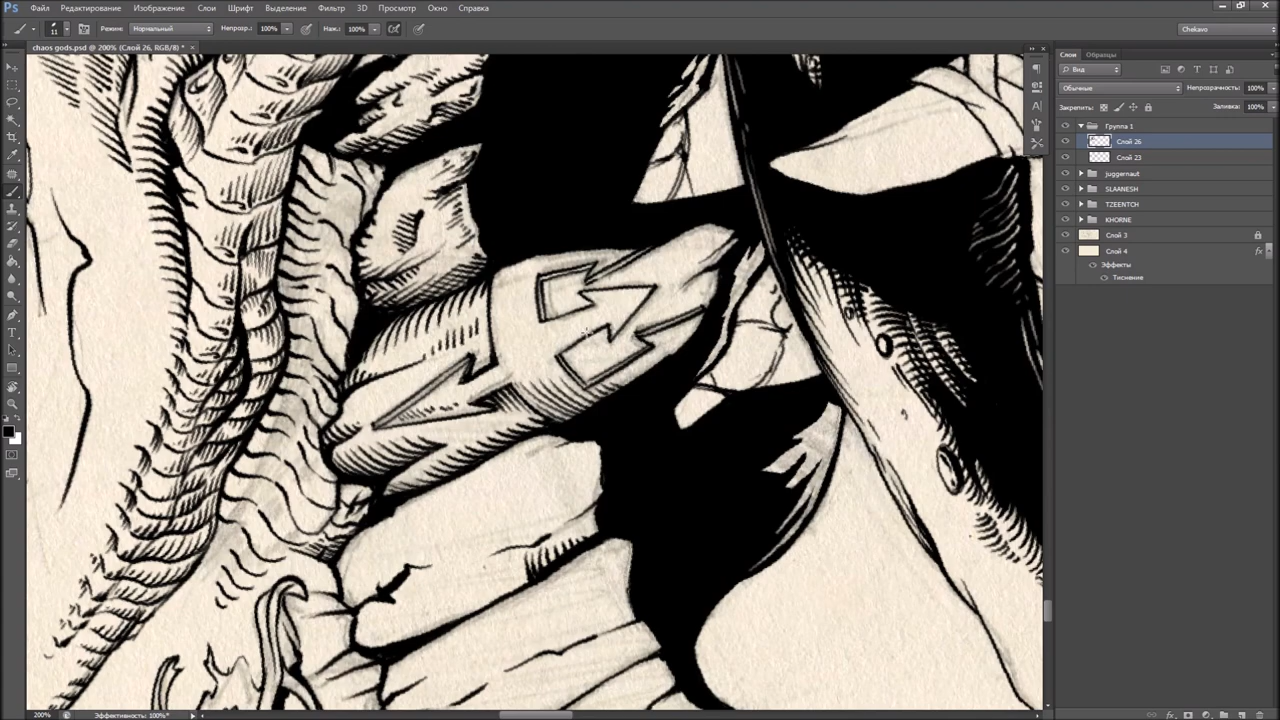 Ps Файл Редактирование Изображение Слои Шрифт Выделение Фильтр 3D Просмотр Окно Справка
11 Режим: Нормальный Непрозр.: 100% Наж.: 100% Chekavo
chaos gods.psd @ 200% (Слой 26, RGB/8) * ×
Слои Образцы
Вид
Обычные Непрозрачность: 100%
Закрепить: Заливка: 100%
Группа 1
Слой 26
Слой 23
juggernaut
SLAANESH
TZEENTCH
KHORNE
Слой 3
Слой 4 fx
Эффекты
Тиснение
200% Эффективность: 100%*